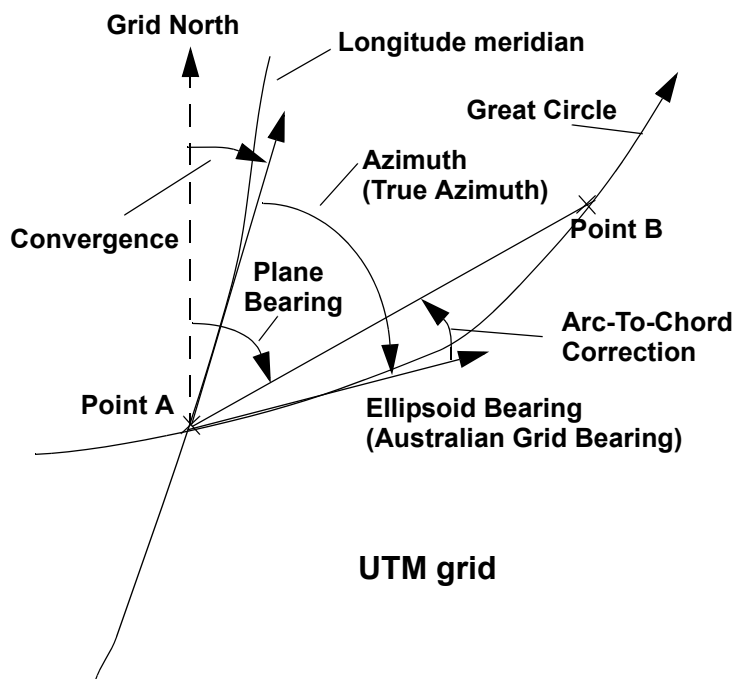 Grid North
Longitude meridian
Great Circle
Azimuth
(True Azimuth)
Convergence
Point B
Plane
Bearing
Arc-To-Chord
Correction
Point A
Ellipsoid Bearing
(Australian Grid Bearing)
UTM grid